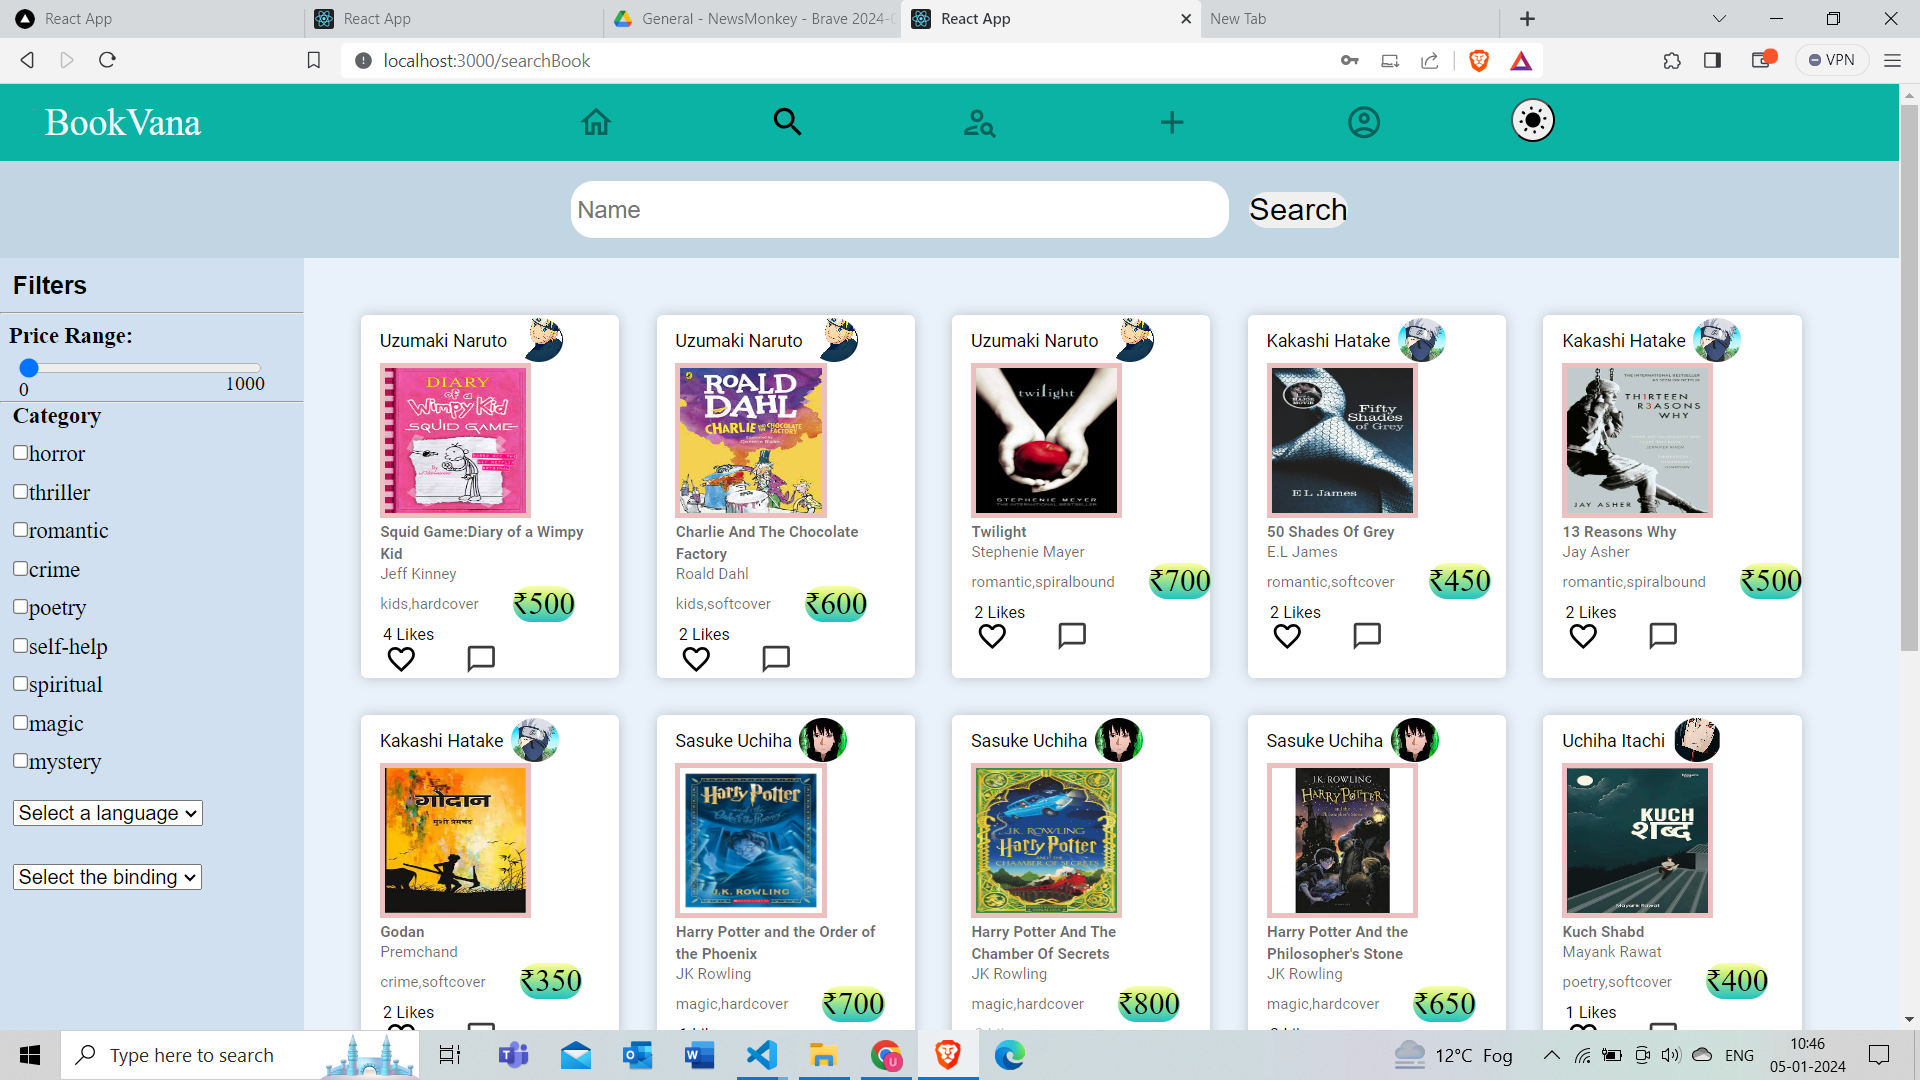 React App
React App
General - NewsMonkey - Brave 2024-0
React App
New Tab
localhost:3000/searchBook
VPN
BookVana
Name
Search
Filters
Price Range:
0
1000
Category
horror
thriller
romantic
crime
poetry
self-help
spiritual
magic
mystery
Select a language
Select the binding
Uzumaki Naruto
DIARY
of a
Wimpy Kid
SQUID GAME
Squid Game:Diary of a Wimpy
Kid
Jeff Kinney
kids,hardcover
₹500
4 Likes
Uzumaki Naruto
ROALD
DAHL
CHARLIE AND THE CHOCOLATE
FACTORY
Charlie And The Chocolate
Factory
Roald Dahl
kids,softcover
₹600
2 Likes
Uzumaki Naruto
twilight
STEPHENIE MEYER
Twilight
Stephenie Mayer
romantic,spiralbound
₹700
2 Likes
Kakashi Hatake
Fifty
Shades
of Grey
E L James
50 Shades Of Grey
E.L James
romantic,softcover
₹450
2 Likes
Kakashi Hatake
TH1RTEEN
R3ASONS
WHY
JAY ASHER
13 Reasons Why
Jay Asher
romantic,spiralbound
₹500
2 Likes
Kakashi Hatake
गोदान
मुंशी प्रेमचंद
Godan
Premchand
crime,softcover
₹350
2 Likes
Sasuke Uchiha
Harry Potter
J.K. ROWLING
Harry Potter and the Order of
the Phoenix
JK Rowling
magic,hardcover
₹700
Sasuke Uchiha
J.K. ROWLING
Harry Potter
AND THE
CHAMBER OF SECRETS
Harry Potter And The
Chamber Of Secrets
JK Rowling
magic,hardcover
₹800
Sasuke Uchiha
J.K. ROWLING
HARRY POTTER
Harry Potter And the
Philosopher's Stone
JK Rowling
magic,hardcover
₹650
Uchiha Itachi
KUCH
शब्द
Mayank Rawat
Kuch Shabd
Mayank Rawat
poetry,softcover
₹400
1 Likes
Type here to search
12°C Fog
ENG
10:46
05-01-2024